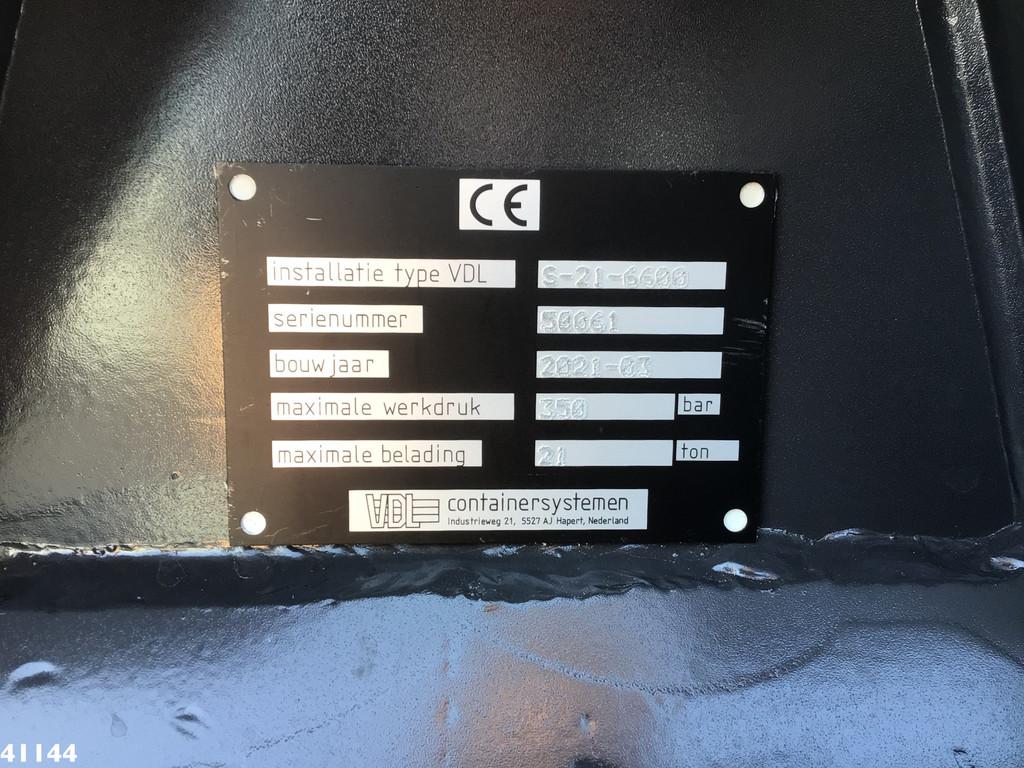 CE
installatie type VDL S-21-6600
serienummer 50061
bouwjaar 2021-03
maximale werkdruk 350 bar
maximale belading 21 ton
VDL containersystemen
Industrieweg 21, 5527 AJ Hapert, Nederland
41144